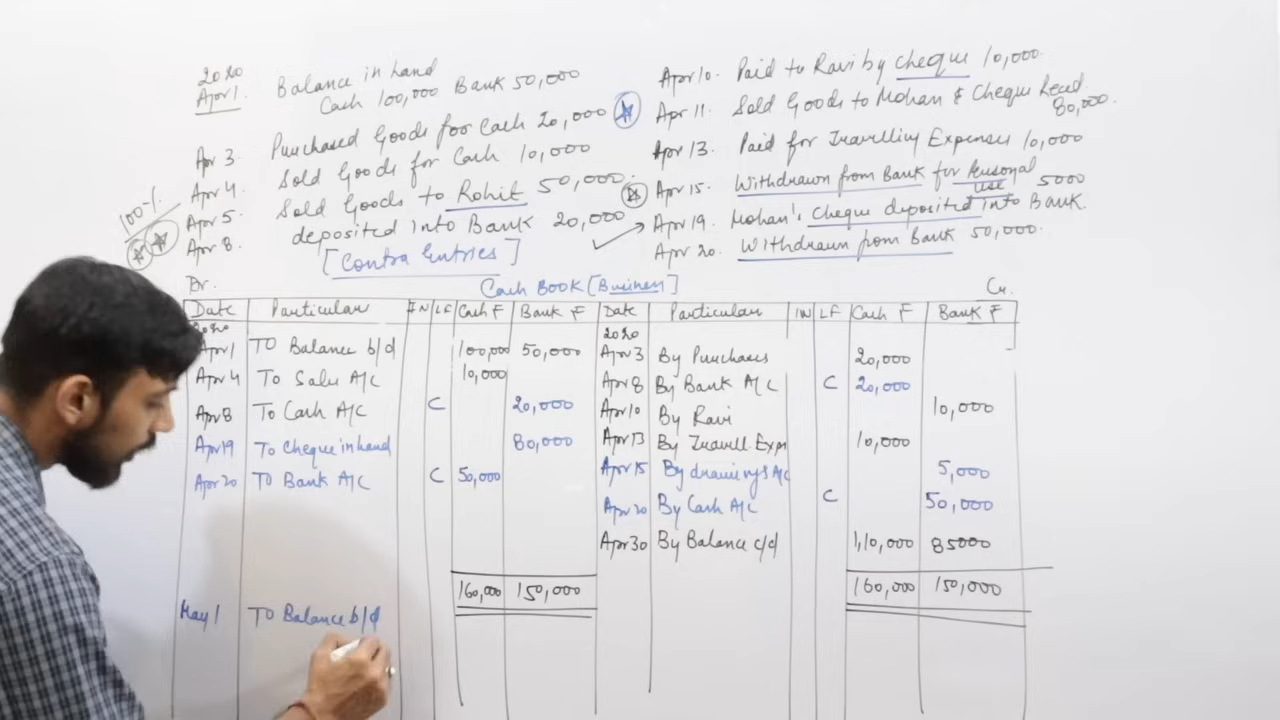 2020
Apr 1. Balance in hand
Cash 100,000 Bank 50,000
Apr 3. Purchased Goods for Cash 20,000
Apr 4. Sold Goods for Cash 10,000
Apr 5. Sold Goods to Rohit 50,000.
Apr 8. deposited into Bank 20,000
100-/.
[Contra Entries]
Apr 10. Paid to Ravi by cheque 10,000.
Apr 11. Sold Goods to Mohan & Cheque Recd.
80,000.
Apr 13. Paid for Travelling Expenses 10,000
Apr 15. Withdrawn from Bank for Personal use 5000
Apr 19. Mohan's Cheque deposited into Bank.
Apr 20. Withdrawn from Bank 50,000.
Dr. Cash Book [Business] Cr.
Date Particular IN LF Cash ₹ Bank ₹ Date Particular IN LF Cash ₹ Bank ₹
2020 2020
Apr 1 To Balance b/d 100,000 50,000 Apr 3 By Purchases 20,000
Apr 4 To Sales A/C 10,000 Apr 8 By Bank A/C C 20,000
Apr 8 To Cash A/C C 20,000 Apr 10 By Ravi 10,000
Apr 19 To Cheque in hand 80,000 Apr 13 By Travell. Exp 10,000
Apr 20 To Bank A/C C 50,000 Apr 15 By drawings A/C 5,000
Apr 20 By Cash A/C C 50,000
Apr 30 By Balance c/d 1,10,000 85000
160,000 150,000 160,000 150,000
May 1 To Balance b/d